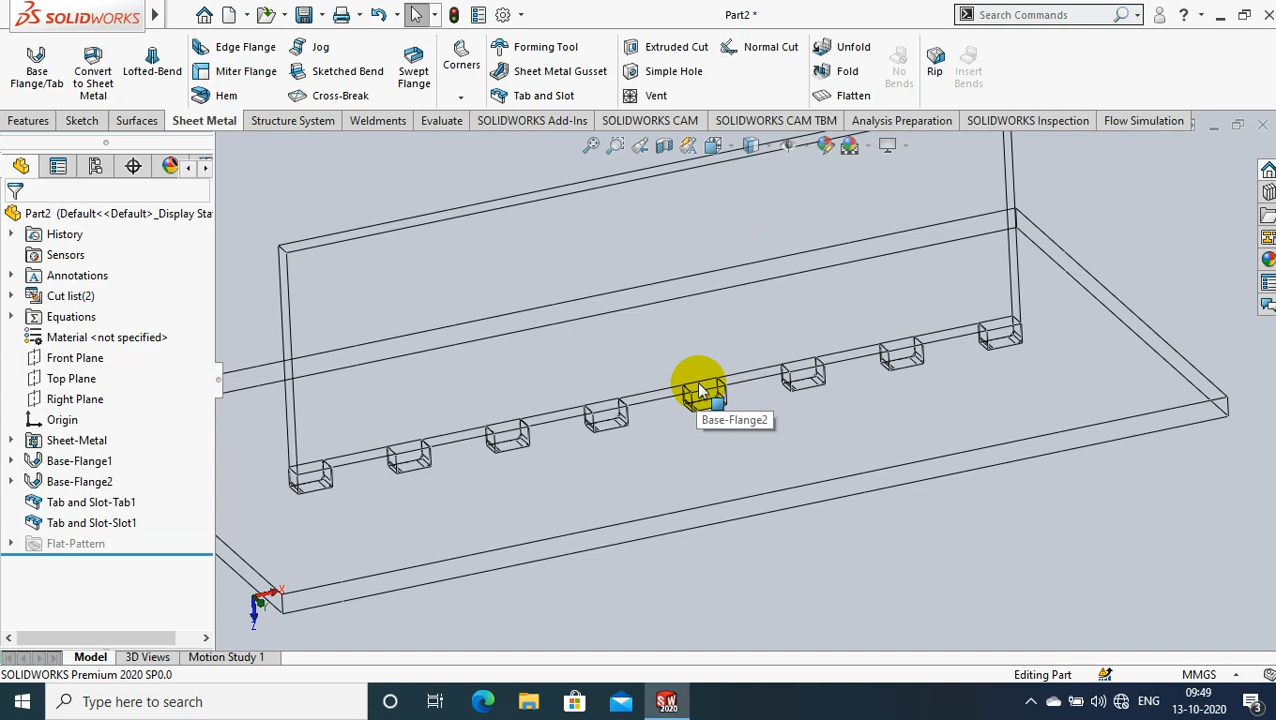 SOLIDWORKS
Part2 *
Search Commands
?
Base Flange/Tab
Convert to Sheet Metal
Lofted-Bend
Edge Flange
Miter Flange
Hem
Jog
Sketched Bend
Cross-Break
Swept Flange
Corners
Forming Tool
Sheet Metal Gusset
Tab and Slot
Extruded Cut
Simple Hole
Vent
Normal Cut
Unfold
Fold
Flatten
No Bends
Rip
Insert Bends
Features
Sketch
Surfaces
Sheet Metal
Structure System
Weldments
Evaluate
SOLIDWORKS Add-Ins
SOLIDWORKS CAM
SOLIDWORKS CAM TBM
Analysis Preparation
SOLIDWORKS Inspection
Flow Simulation
Part2 (Default<<Default>_Display Sta
History
Sensors
Annotations
Cut list(2)
Equations
Material <not specified>
Front Plane
Top Plane
Right Plane
Origin
Sheet-Metal
Base-Flange1
Base-Flange2
Tab and Slot-Tab1
Tab and Slot-Slot1
Flat-Pattern
Base-Flange2
X
Y
Z
Model
3D Views
Motion Study 1
SOLIDWORKS Premium 2020 SP0.0
Editing Part
MMGS
Type here to search
SW
2020
ENG
09:49
13-10-2020
3